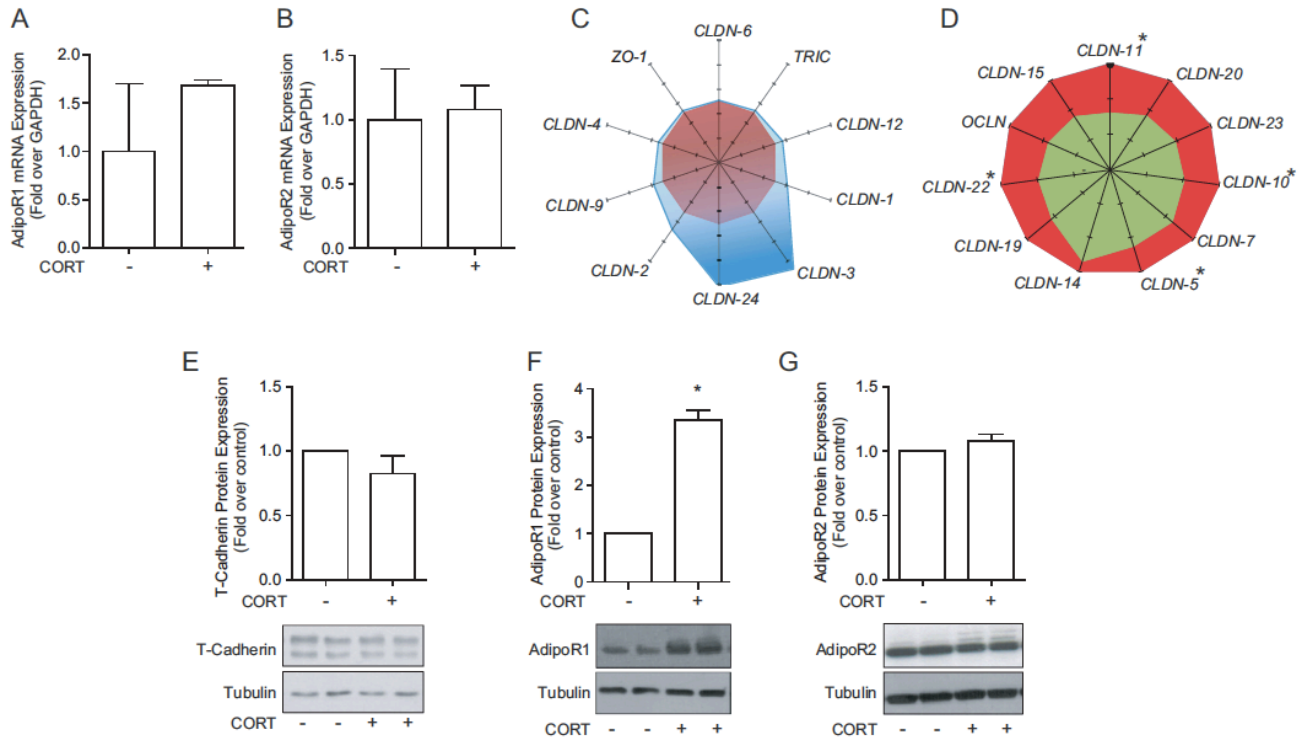 A
AdipoR1 mRNA Expression
(Fold over GAPDH)
2.0
1.5
1.0
0.5
0.0
CORT - +
B
AdipoR2 mRNA Expression
(Fold over GAPDH)
1.5
1.0
0.5
0.0
- +
C
CLDN-6
TRIC
CLDN-12
CLDN-1
CLDN-3
CLDN-24
CLDN-2
CLDN-9
CLDN-4
ZO-1
D
CLDN-11*
CLDN-20
CLDN-23
CLDN-10*
CLDN-7
CLDN-5*
CLDN-14
CLDN-19
CLDN-22*
OCLN
CLDN-15
E
T-Cadherin Protein Expression
(Fold over control)
1.5
1.0
0.5
0.0
CORT - +
T-Cadherin
Tubulin
CORT - - + +
F
AdipoR1 Protein Expression
(Fold over control)
4
3
2
1
0
*
CORT - +
AdipoR1
Tubulin
CORT - - + +
G
AdipoR2 Protein Expression
(Fold over control)
1.5
1.0
0.5
0.0
CORT - +
AdipoR2
Tubulin
CORT - - + +